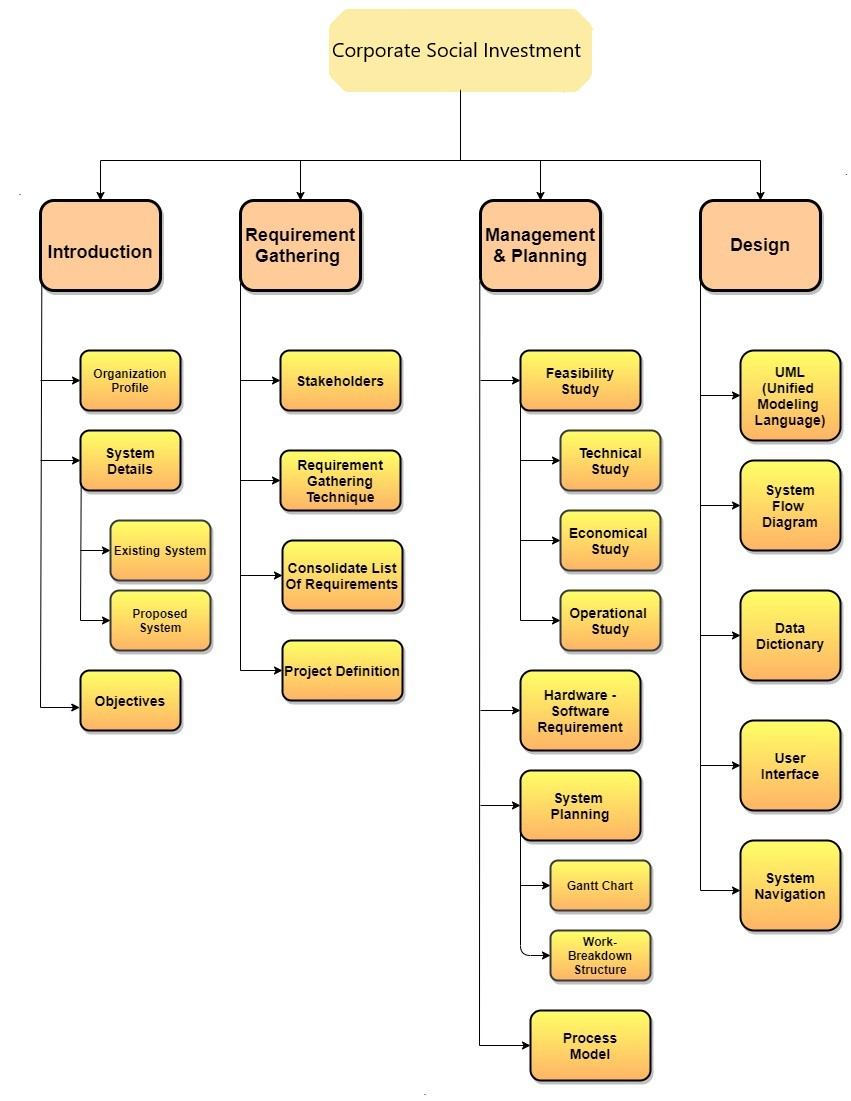 Corporate Social Investment
Introduction
Requirement
Gathering
Management
& Planning
Design
Organization
Profile
System
Details
Existing System
Proposed
System
Objectives
Stakeholders
Requirement
Gathering
Technique
Consolidate List
Of Requirements
Project Definition
Feasibility
Study
Technical
Study
Economical
Study
Operational
Study
Hardware -
Software
Requirement
System
Planning
Gantt Chart
Work-
Breakdown
Structure
Process
Model
UML
(Unified
Modeling
Language)
System
Flow
Diagram
Data
Dictionary
User
Interface
System
Navigation